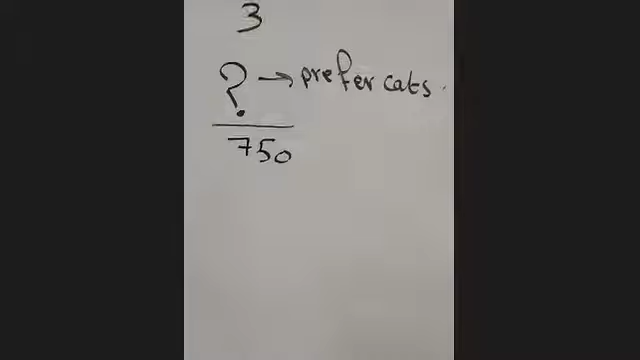 3
? → prefer cats.
750